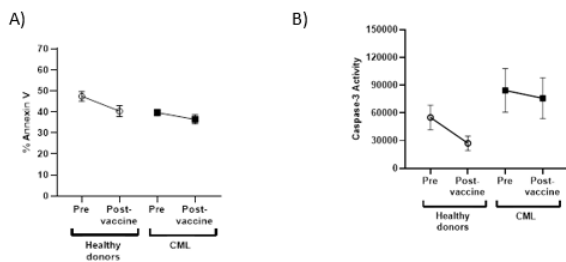 A)
% Annexin V
70
60
50
40
30
20
10
0
Pre Post-vaccine Pre Post-vaccine
Healthy donors CML
B)
Caspase-3 Activity
150000
120000
90000
60000
30000
0
Pre Post-vaccine Pre Post-vaccine
Healthy donors CML